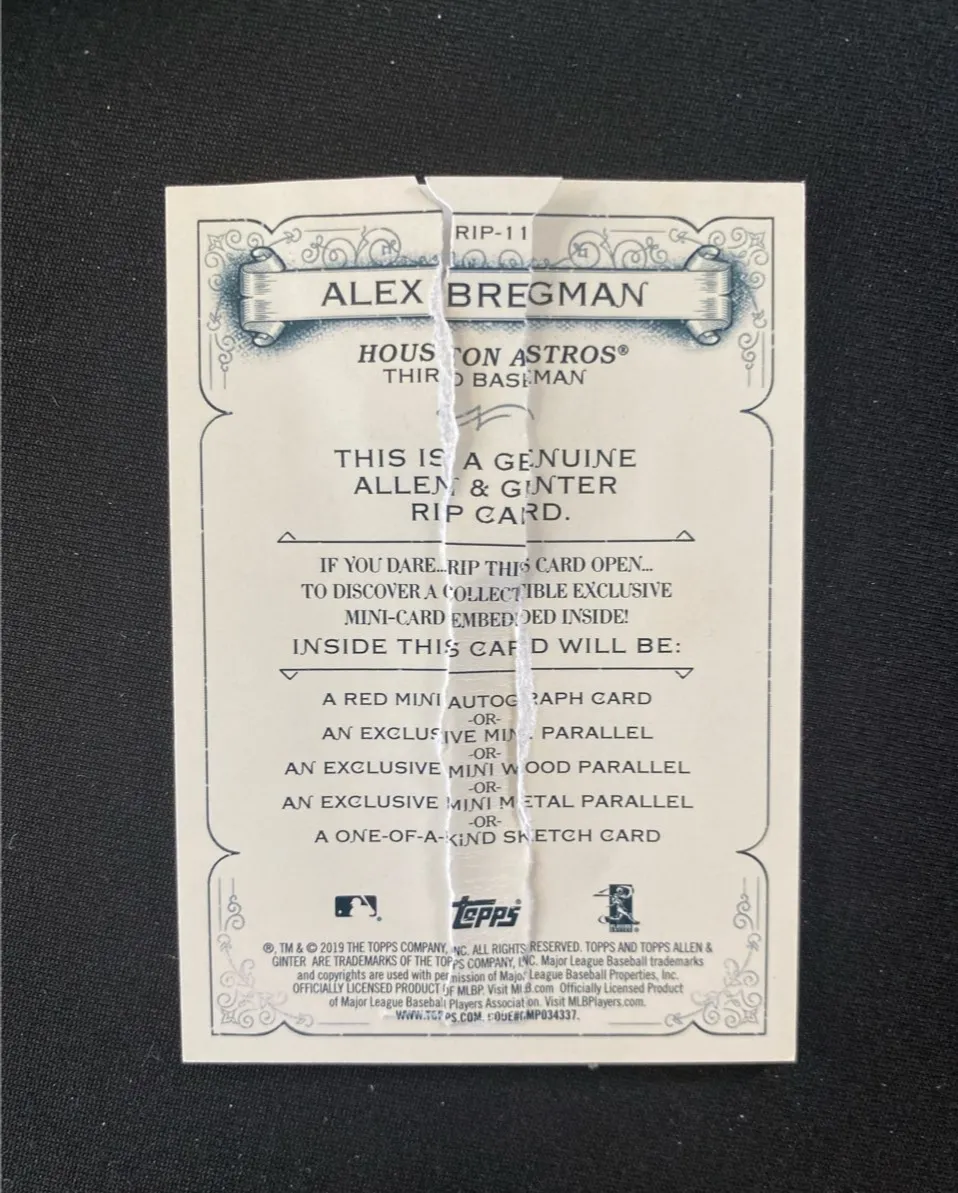 RIP-11
ALEX BREGMAN
HOUSTON ASTROS®
THIRD BASEMAN
THIS IS A GENUINE
ALLEN & GINTER
RIP CARD.
IF YOU DARE...RIP THIS CARD OPEN...
TO DISCOVER A COLLECTIBLE EXCLUSIVE
MINI-CARD EMBEDDED INSIDE!
INSIDE THIS CARD WILL BE:
A RED MINI AUTOGRAPH CARD
-OR-
AN EXCLUSIVE MINI PARALLEL
-OR-
AN EXCLUSIVE MINI WOOD PARALLEL
-OR-
AN EXCLUSIVE MINI METAL PARALLEL
-OR-
A ONE-OF-A-KIND SKETCH CARD
Topps®
®, TM & © 2019 THE TOPPS COMPANY, INC. ALL RIGHTS RESERVED. TOPPS AND TOPPS ALLEN &
GINTER ARE TRADEMARKS OF THE TOPPS COMPANY, INC. Major League Baseball trademarks
and copyrights are used with permission of Major League Baseball Properties, Inc.
OFFICIALLY LICENSED PRODUCT OF MLBP. Visit MLB.com Officially Licensed Product
of Major League Baseball Players Association. Visit MLBPlayers.com.
WWW.TOPPS.COM. CODE#CMP034337.